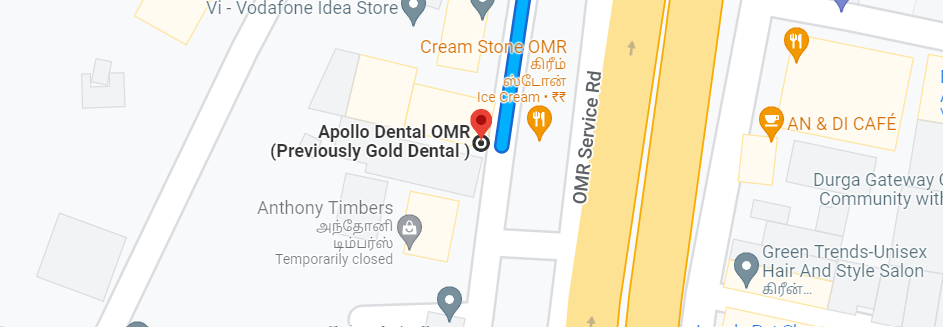 Vi - Vodafone Idea Store
Cream Stone OMR
கிரீம்
ஸ்டோன்
Ice Cream • ₹₹
Apollo Dental OMR
(Previously Gold Dental )
OMR Service Rd
AN & DI CAFÉ
Durga Gateway
Community with
Anthony Timbers
அந்தோனி
டிம்பர்ஸ்
Temporarily closed
Green Trends-Unisex
Hair And Style Salon
கிரீன்...